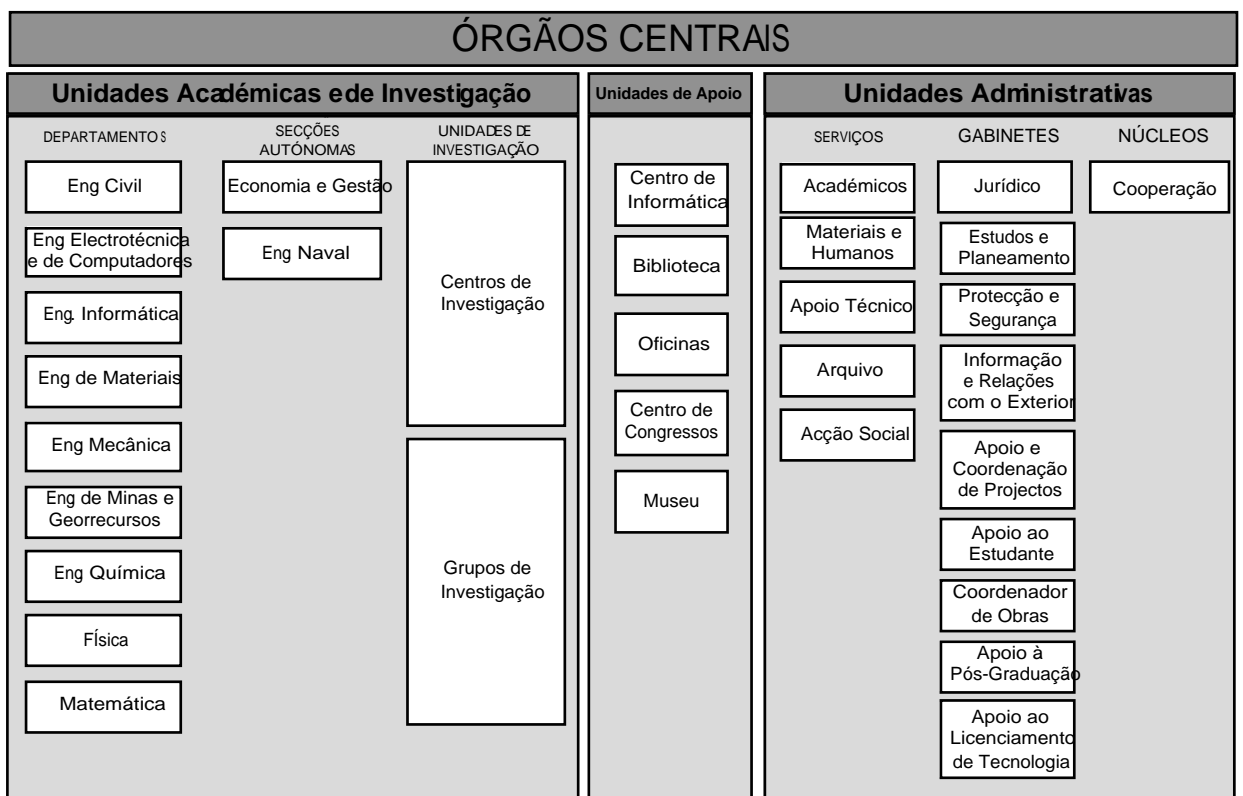 ÓRGÃOS CENTRAIS
Unidades Académicas e de Investigação
DEPARTAMENTOS
SECÇÕES
AUTÓNOMAS
UNIDADES DE
INVESTIGAÇÃO
Eng Civil
Eng Electrotécnica
e de Computadores
Eng. Informática
Eng de Materiais
Eng Mecânica
Eng de Minas e
Georrecursos
Eng Química
Física
Matemática
Economia e Gestão
Eng Naval
Centros de
Investigação
Grupos de
Investigação
Unidades de Apoio
Centro de
Informática
Biblioteca
Oficinas
Centro de
Congressos
Museu
Unidades Administrativas
SERVIÇOS
GABINETES
NÚCLEOS
Académicos
Materiais e
Humanos
Apoio Técnico
Arquivo
Acção Social
Jurídico
Estudos e
Planeamento
Protecção e
Segurança
Informação
e Relações
com o Exterior
Apoio e
Coordenação
de Projectos
Apoio ao
Estudante
Coordenador
de Obras
Apoio à
Pós-Graduação
Apoio ao
Licenciamento
de Tecnologia
Cooperação